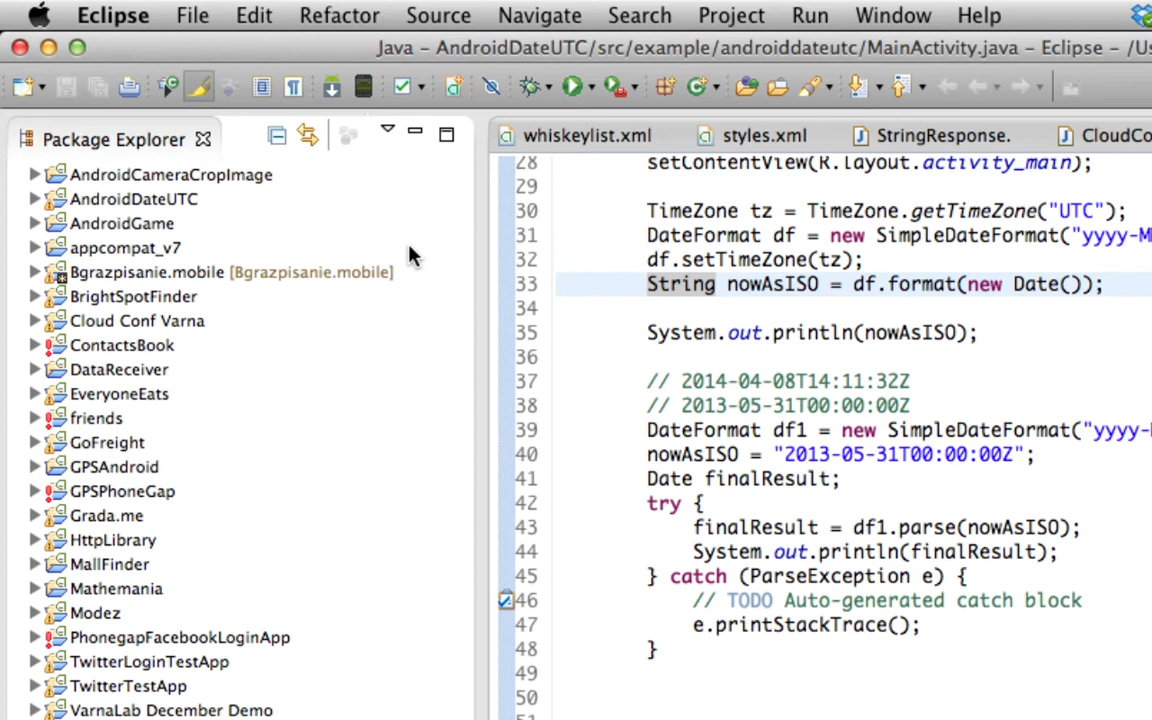 Eclipse File Edit Refactor Source Navigate Search Project Run Window Help
Java – AndroidDateUTC/src/example/androiddateutc/MainActivity.java – Eclipse – /Us
Package Explorer
AndroidCameraCropImage
AndroidDateUTC
AndroidGame
appcompat_v7
Bgrazpisanie.mobile [Bgrazpisanie.mobile]
BrightSpotFinder
Cloud Conf Varna
ContactsBook
DataReceiver
EveryoneEats
friends
GoFreight
GPSAndroid
GPSPhoneGap
Grada.me
HttpLibrary
MallFinder
Mathemania
Modez
PhonegapFacebookLoginApp
TwitterLoginTestApp
TwitterTestApp
VarnaLab December Demo
whiskeylist.xml styles.xml StringResponse. CloudCo
28 setContentView(R.layout.activity_main);
29
30 TimeZone tz = TimeZone.getTimeZone("UTC");
31 DateFormat df = new SimpleDateFormat("yyyy-M
32 df.setTimeZone(tz);
33 String nowAsISO = df.format(new Date());
34
35 System.out.println(nowAsISO);
36
37 // 2014-04-08T14:11:32Z
38 // 2013-05-31T00:00:00Z
39 DateFormat df1 = new SimpleDateFormat("yyyy-
40 nowAsISO = "2013-05-31T00:00:00Z";
41 Date finalResult;
42 try {
43 finalResult = df1.parse(nowAsISO);
44 System.out.println(finalResult);
45 } catch (ParseException e) {
46 // TODO Auto-generated catch block
47 e.printStackTrace();
48 }
49
50